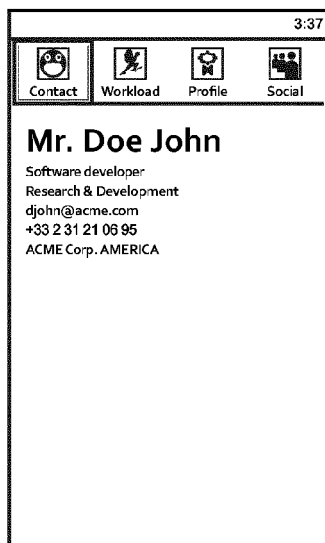 3:37
Contact Workload Profile Social
Mr. Doe John
Software developer
Research & Development
djohn@acme.com
+33 2 31 21 06 95
ACME Corp. AMERICA